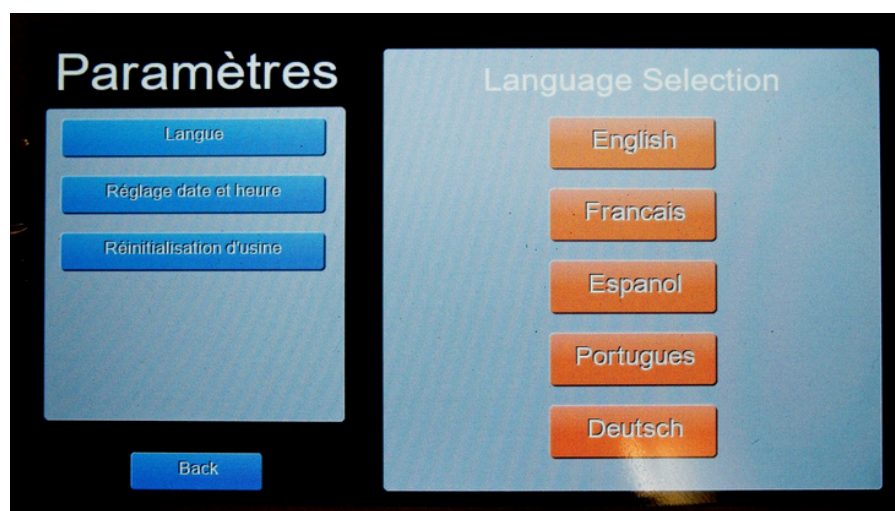 Paramètres
Langue
Réglage date et heure
Réinitialisation d'usine
Back
Language Selection
English
Francais
Espanol
Portugues
Deutsch